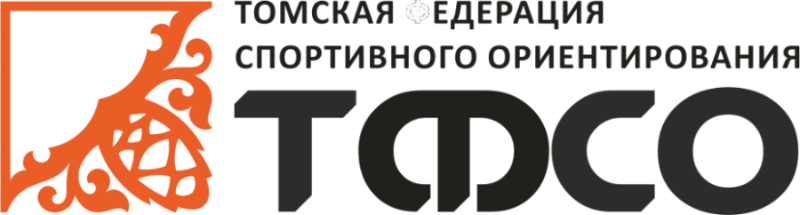 ТОМСКАЯ ФЕДЕРАЦИЯ
СПОРТИВНОГО ОРИЕНТИРОВАНИЯ
ТФСО